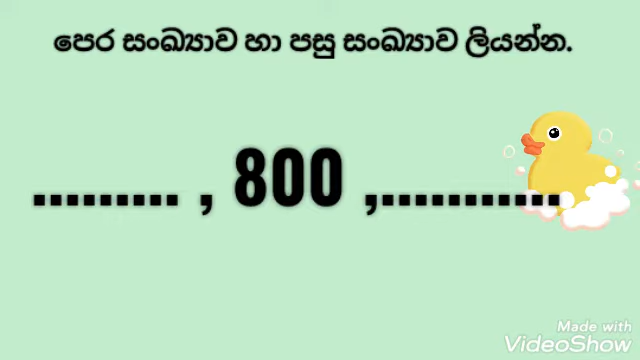 පෙර සංඛ්‍යාව හා පසු සංඛ්‍යාව ලියන්න.
......... , 800 ,...........
Made with
VideoShow